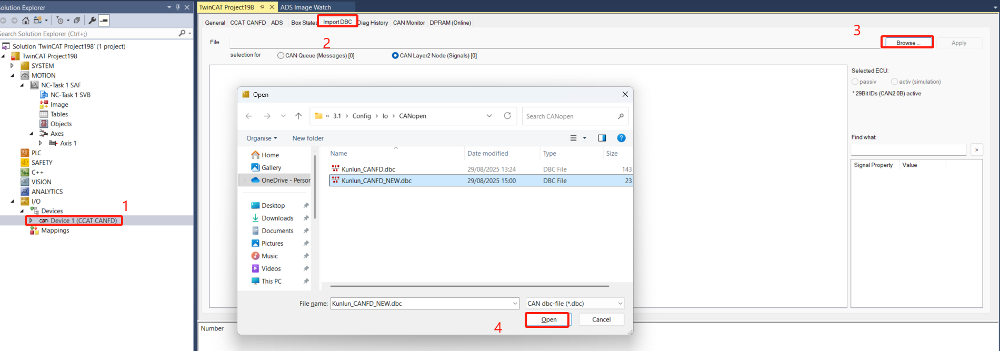 Solution Explorer
Search Solution Explorer (Ctrl+;)
Solution 'TwinCAT Project198' (1 project)
TwinCAT Project198
SYSTEM
MOTION
NC-Task 1 SAF
NC-Task 1 SVB
Image
Tables
Objects
Axes
Axis 1
PLC
SAFETY
C++
VISION
ANALYTICS
I/O
1
Devices
Device 1 (CCAT CANFD)
Mappings
TwinCAT Project198
ADS Image Watch
General CCAT CANFD ADS Box States Import DBC Diag History CAN Monitor DPRAM (Online)
2
3
File
Browse ...
Apply
selection for
CAN Queue (Messages) [0]
CAN Layer2 Node (Signals) [0]
Selected ECU:
passiv
activ (simulation)
* 29Bit IDs (CAN2.0B) active
Find what:
>
Signal Property Value
Open
« 3.1 > Config > Io > CANopen
Search CANopen
Organise
New folder
Home
Gallery
OneDrive - Person
Desktop
Downloads
Documents
Pictures
Music
Videos
This PC
Name Date modified Type Size
Kunlun_CANFD.dbc 29/08/2025 13:24 DBC File 143
Kunlun_CANFD_NEW.dbc 29/08/2025 15:00 DBC File 23
File name: Kunlun_CANFD_NEW.dbc
CAN dbc-file (*.dbc)
4
Open
Cancel
Number